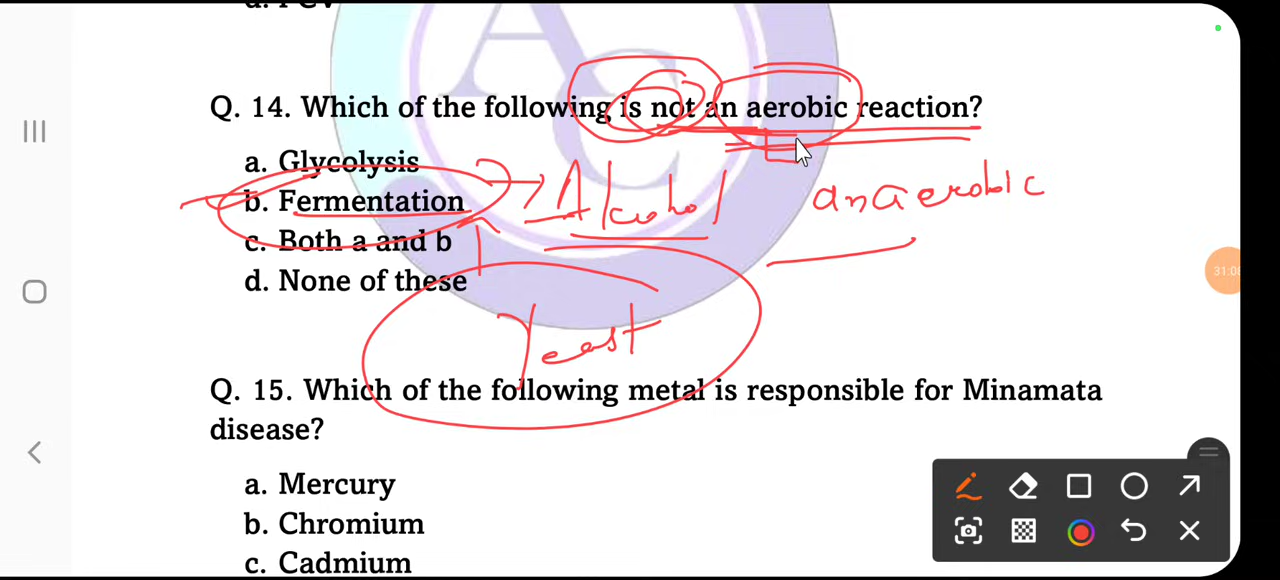 Q. 14. Which of the following is not an aerobic reaction?
a. Glycolysis
b. Fermentation
Alcohol
anaerobic
c. Both a and b
d. None of these
Yeast
Q. 15. Which of the following metal is responsible for Minamata
disease?
a. Mercury
b. Chromium
c. Cadmium